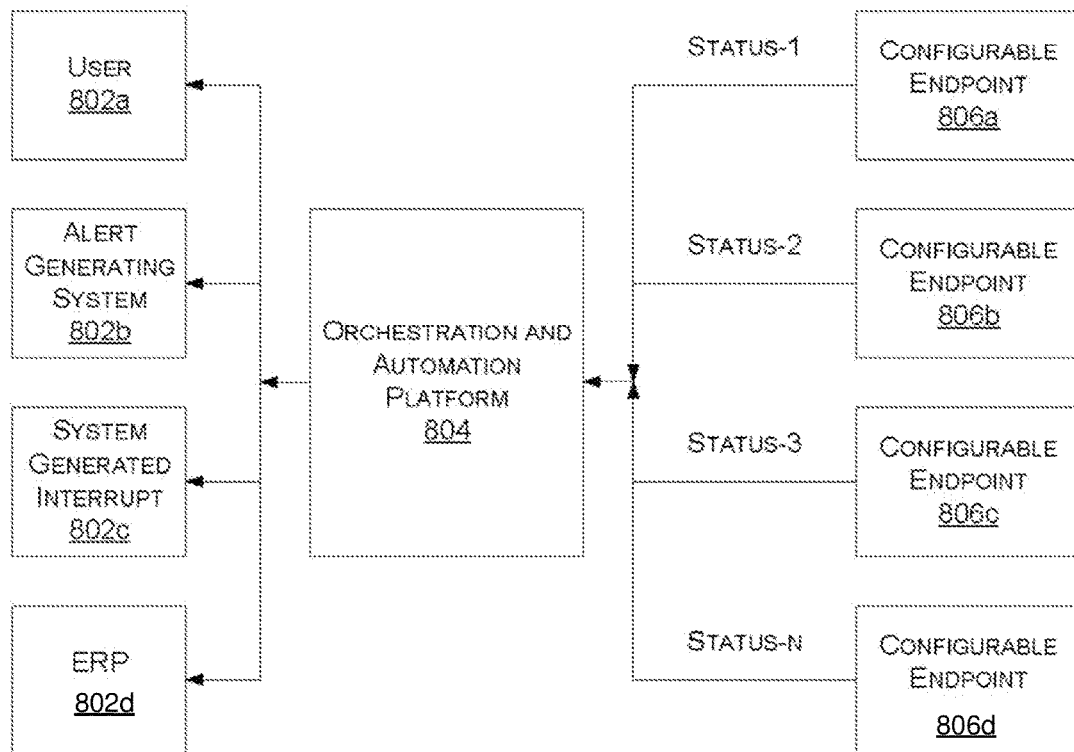 USER
802a
ALERT
GENERATING
SYSTEM
802b
SYSTEM
GENERATED
INTERRUPT
802c
ERP
802d
ORCHESTRATION AND
AUTOMATION
PLATFORM
804
STATUS-1
STATUS-2
STATUS-3
STATUS-N
CONFIGURABLE
ENDPOINT
806a
CONFIGURABLE
ENDPOINT
806b
CONFIGURABLE
ENDPOINT
806c
CONFIGURABLE
ENDPOINT
806d